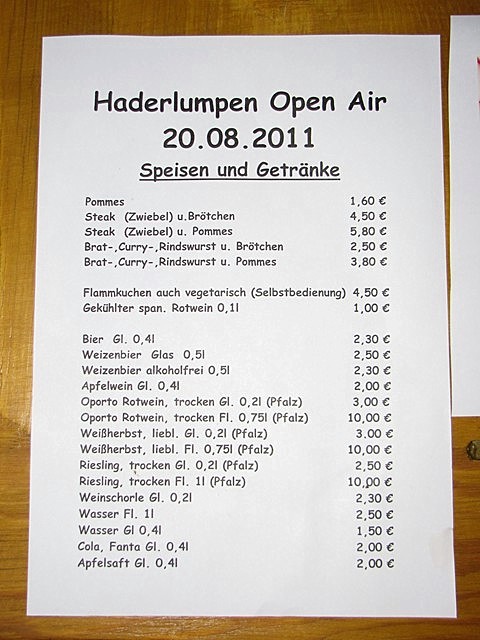 Haderlumpen Open Air
20.08.2011
Speisen und Getränke
Pommes 1,60 €
Steak (Zwiebel) u.Brötchen 4,50 €
Steak (Zwiebel) u. Pommes 5,80 €
Brat-,Curry-,Rindswurst u. Brötchen 2,50 €
Brat-,Curry-,Rindswurst u. Pommes 3,80 €
Flammkuchen auch vegetarisch (Selbstbedienung) 4,50 €
Gekühlter span. Rotwein 0,1l 1,00 €
Bier Gl. 0,4l 2,30 €
Weizenbier Glas 0,5l 2,50 €
Weizenbier alkoholfrei 0,5l 2,30 €
Apfelwein Gl. 0,4l 2,00 €
Oporto Rotwein, trocken Gl. 0,2l (Pfalz) 3,00 €
Oporto Rotwein, trocken Fl. 0,75l (Pfalz) 10,00 €
Weißherbst, liebl. Gl. 0,2l (Pfalz) 3.00 €
Weißherbst, liebl. Fl. 0,75l (Pfalz) 10,00 €
Riesling, trocken Gl. 0,2l (Pfalz) 2,50 €
Riesling, trocken Fl. 1l (Pfalz) 10,00 €
Weinschorle Gl. 0,2l 2,30 €
Wasser Fl. 1l 2,50 €
Wasser Gl 0,4l 1,50 €
Cola, Fanta Gl. 0,4l 2,00 €
Apfelsaft Gl. 0,4l 2,00 €